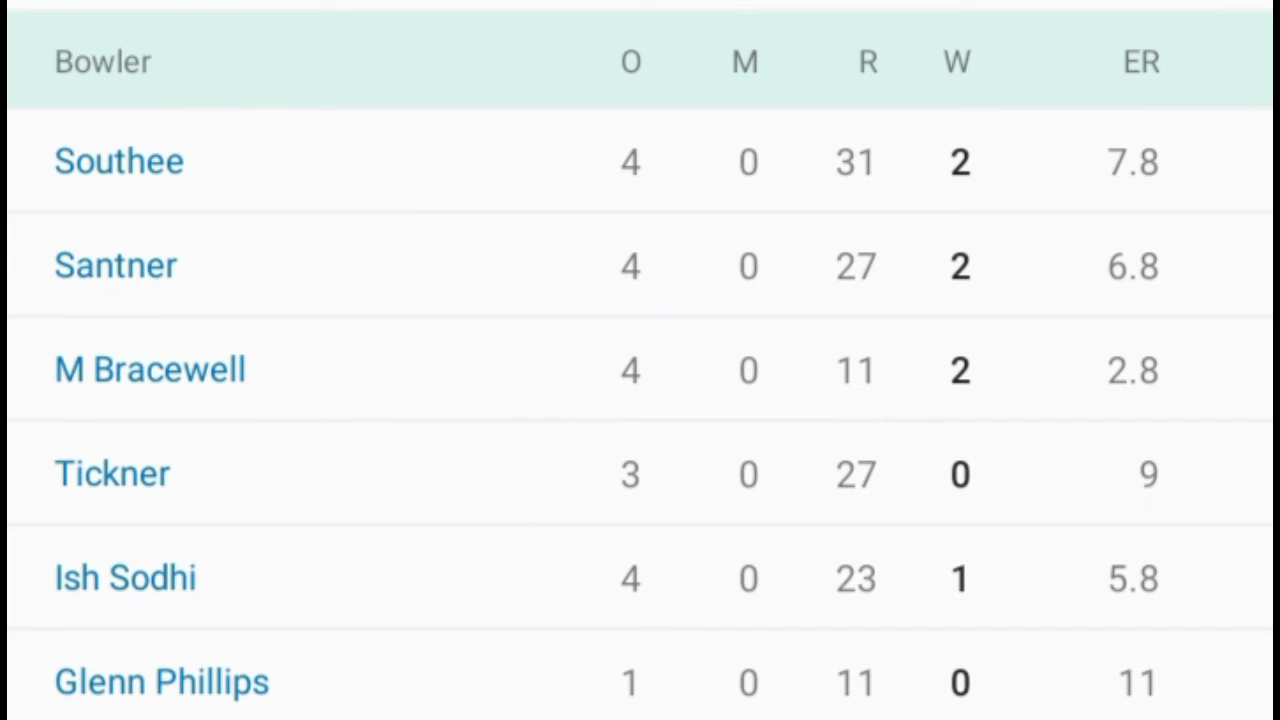 Bowler O M R W ER
Southee 4 0 31 2 7.8
Santner 4 0 27 2 6.8
M Bracewell 4 0 11 2 2.8
Tickner 3 0 27 0 9
Ish Sodhi 4 0 23 1 5.8
Glenn Phillips 1 0 11 0 11